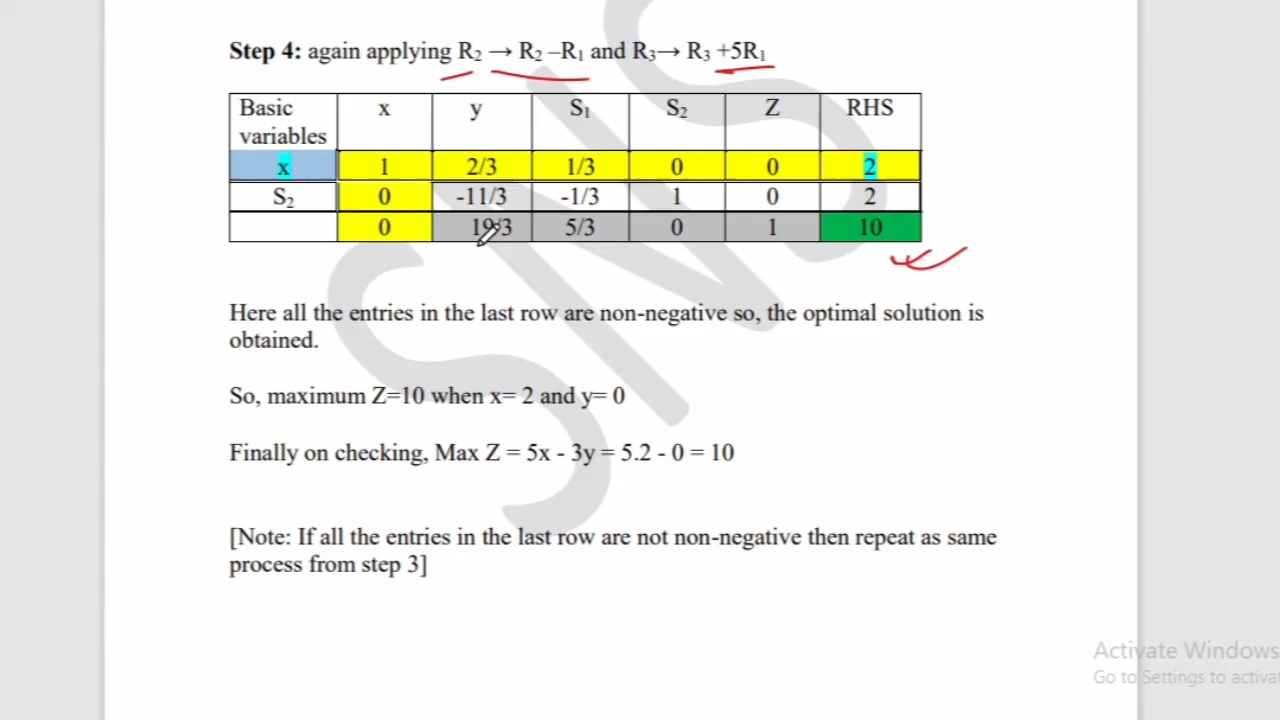 Step 4: again applying R₂ → R₂ –R₁ and R₃→ R₃ +5R₁
Basic variables x y S₁ S₂ Z RHS
x 1 2/3 1/3 0 0 2
S₂ 0 -11/3 -1/3 1 0 2
0 19/3 5/3 0 1 10
Here all the entries in the last row are non-negative so, the optimal solution is
obtained.
So, maximum Z=10 when x= 2 and y= 0
Finally on checking, Max Z = 5x - 3y = 5.2 - 0 = 10
[Note: If all the entries in the last row are not non-negative then repeat as same
process from step 3]
SNS
Activate Windows
Go to Settings to activa